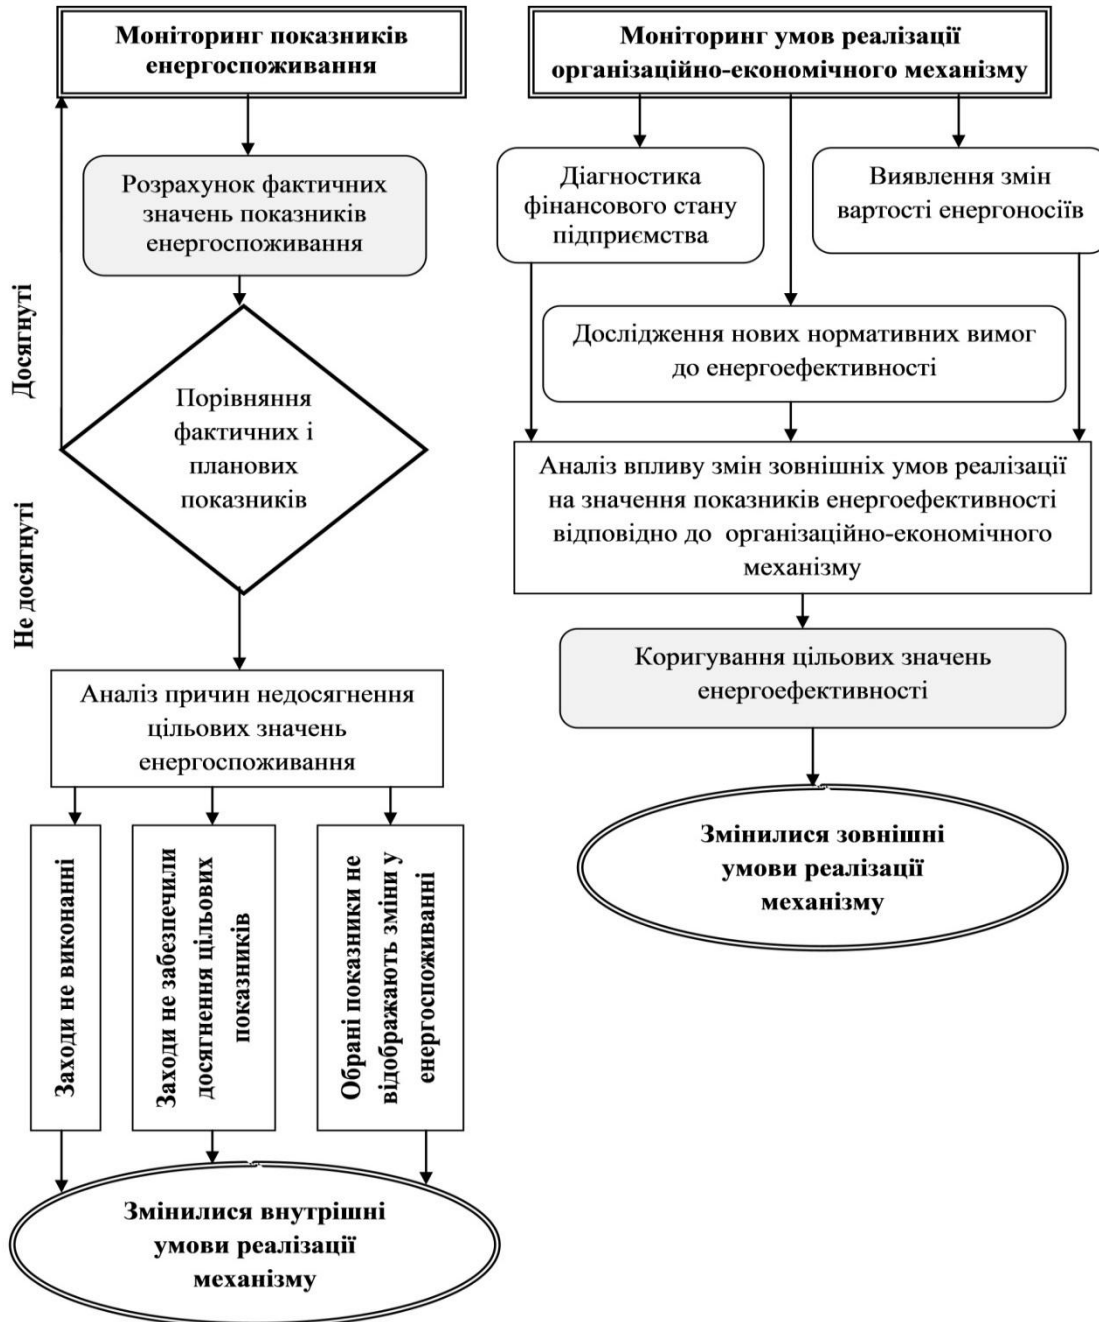 Моніторинг показників
енергоспоживання
Розрахунок фактичних
значень показників
енергоспоживання
Досягнуті
Порівняння
фактичних і
планових
показників
Не досягнуті
Аналіз причин недосягнення
цільових значень
енергоспоживання
Заходи не виконанні
Заходи не забезпечили
досягнення цільових
показників
Обрані показники не
відображають зміни у
енергоспоживанні
Змінилися внутрішні
умови реалізації
механізму
Моніторинг умов реалізації
організаційно-економічного механізму
Діагностика
фінансового стану
підприємства
Виявлення змін
вартості енергоносіїв
Дослідження нових нормативних вимог
до енергоефективності
Аналіз впливу змін зовнішніх умов реалізації
на значення показників енергоефективності
відповідно до організаційно-економічного
механізму
Коригування цільових значень
енергоефективності
Змінилися зовнішні
умови реалізації
механізму